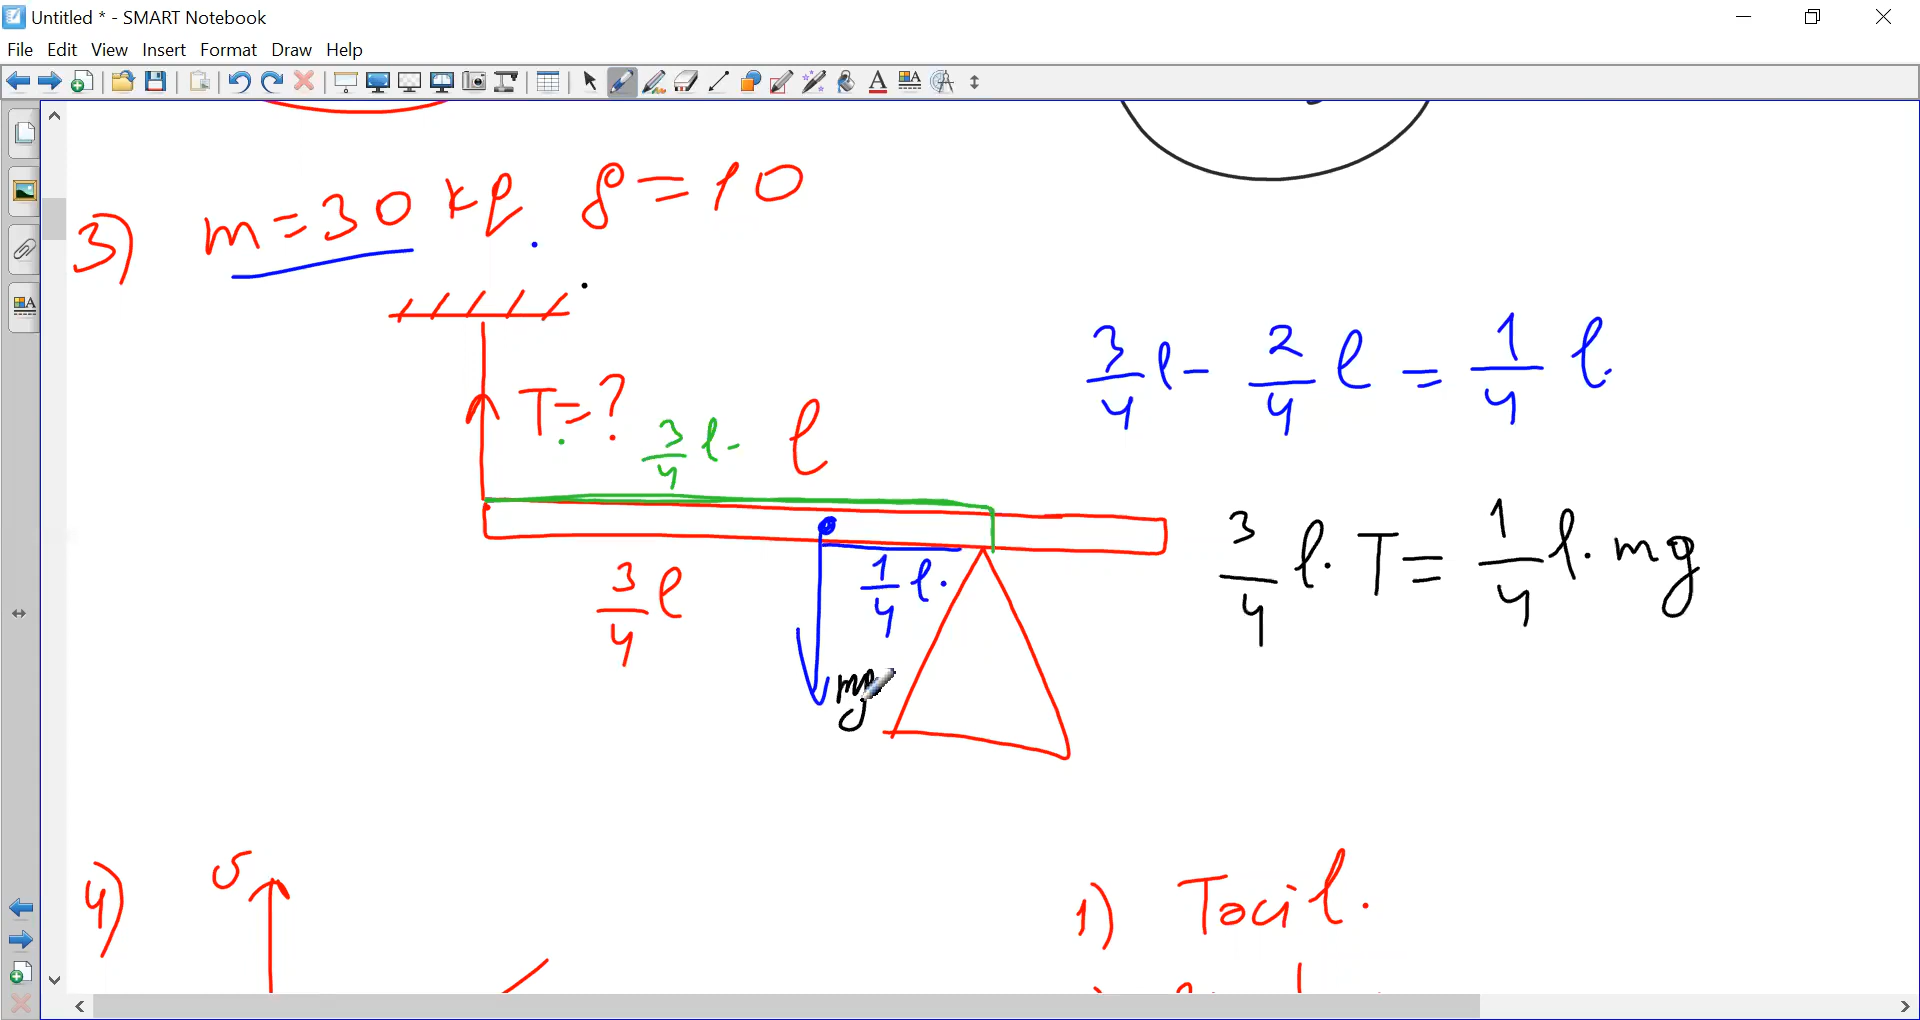 Untitled * - SMART Notebook
File Edit View Insert Format Draw Help
3) m = 30 kg. g = 10
T = ?
3/4 l
l
3/4 l
1/4 l.
mg
3/4 l - 2/4 l = 1/4 l.
3/4 l · T = 1/4 l · mg
4) v
1) Təcil.